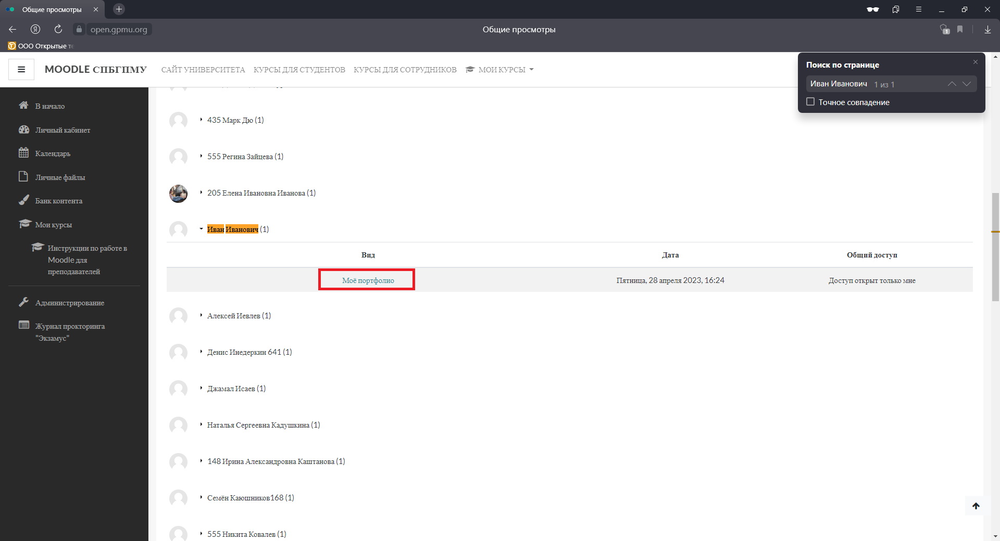 Общие просмотры
open.gpmu.org
Общие просмотры
1
ООО Открытые
MOODLE СПБГПМУ
САЙТ УНИВЕРСИТЕТА
КУРСЫ ДЛЯ СТУДЕНТОВ
КУРСЫ ДЛЯ СОТРУДНИКОВ
МОИ КУРСЫ
Поиск по странице
Иван Иванович 1 из 1
Точное совпадение
В начало
Личный кабинет
Календарь
Личные файлы
Банк контента
Мои курсы
Инструкции по работе в
Moodle для
преподавателей
Администрирование
Журнал прокторинга
"Экзамус"
435 Марк Дю (1)
555 Регина Зайцева (1)
205 Елена Ивановна Иванова (1)
Иван Иванович (1)
Вид Дата Общий доступ
Моё портфолио Пятница, 28 апреля 2023, 16:24 Доступ открыт только мне
Алексей Иевлев (1)
Денис Инедеркин 641 (1)
Джамал Исаев (1)
Наталья Сергеевна Кадушкина (1)
148 Ирина Александровна Каштанова (1)
Семён Каюшников168 (1)
555 Никита Ковалев (1)